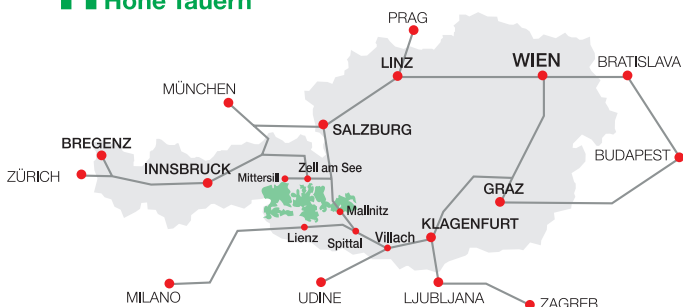 Hohe Tauern
PRAG
LINZ
WIEN
BRATISLAVA
MÜNCHEN
SALZBURG
BREGENZ
ZÜRICH
INNSBRUCK
Zell am See
Mittersill
BUDAPEST
GRAZ
Mallnitz
KLAGENFURT
Lienz
Spittal
Villach
MILANO
UDINE
LJUBLJANA
ZAGREB